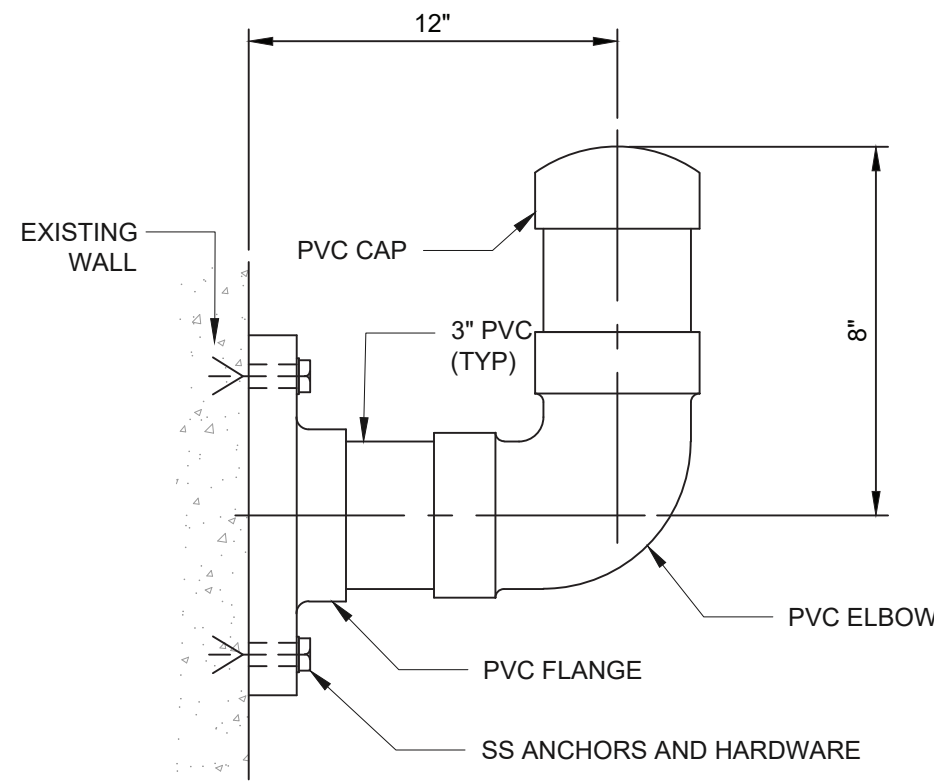 12"
EXISTING
WALL
PVC CAP
3" PVC
(TYP)
8"
PVC ELBOW
PVC FLANGE
SS ANCHORS AND HARDWARE